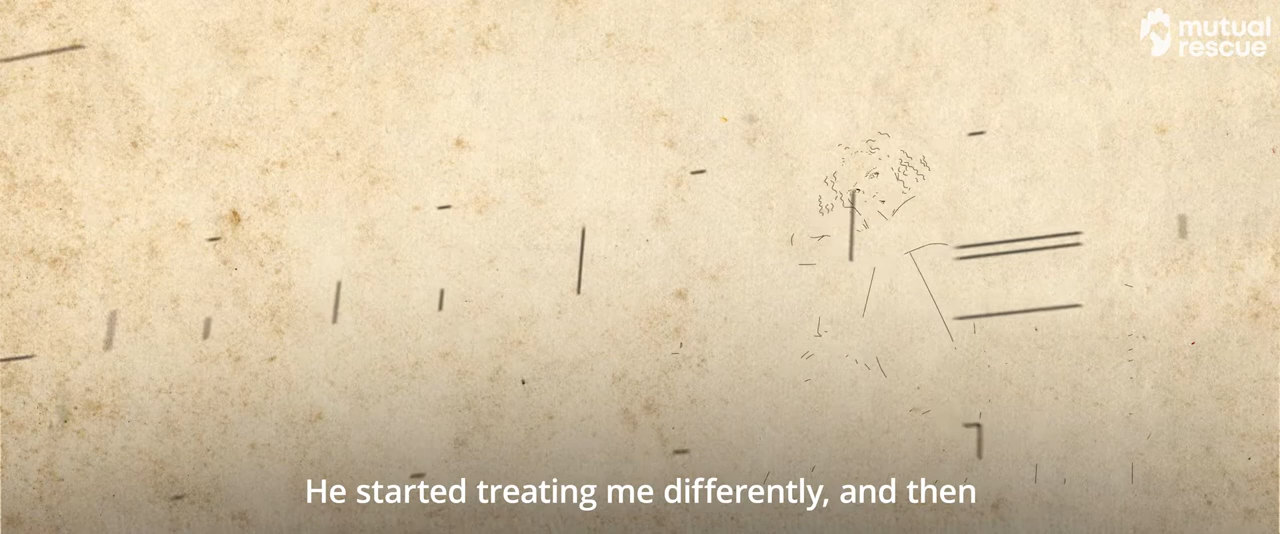 mutual
rescue
He started treating me differently, and then